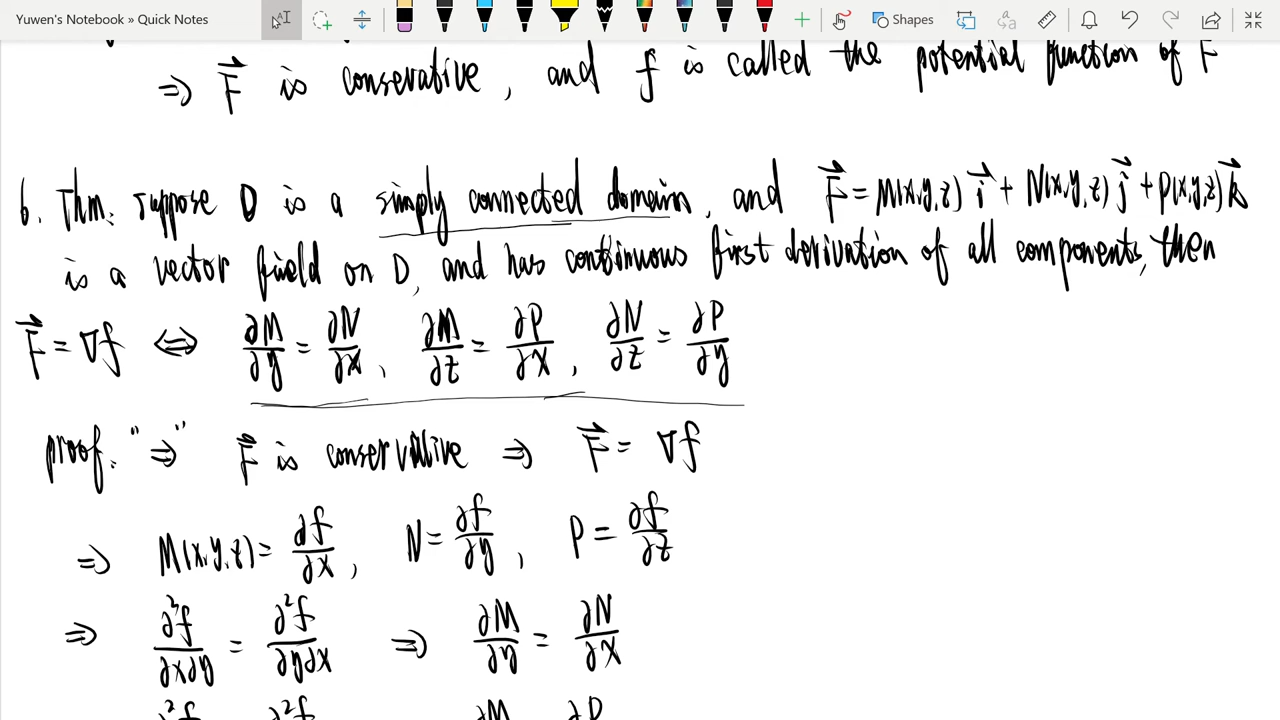 Yuwen's Notebook » Quick Notes
Shapes
⇒ F⃗ is conservative, and f is called the potential function of F
6. Thm: suppose D is a simply connected domain, and F⃗ = M(x,y,z) i⃗ + N(x,y,z) j⃗ + P(x,y,z) k⃗
is a vector field on D, and has continuous first derivation of all components, then
F⃗ = ∇f ⇔ ∂M/∂y = ∂N/∂x, ∂M/∂z = ∂P/∂x, ∂N/∂z = ∂P/∂y
proof: "⇒" F⃗ is conservative ⇒ F⃗ = ∇f
⇒ M(x,y,z) = ∂f/∂x, N = ∂f/∂y, P = ∂f/∂z
⇒ ∂²f/∂x∂y = ∂²f/∂y∂x ⇒ ∂M/∂y = ∂N/∂x
∂²f ∂²f ∂M ∂P